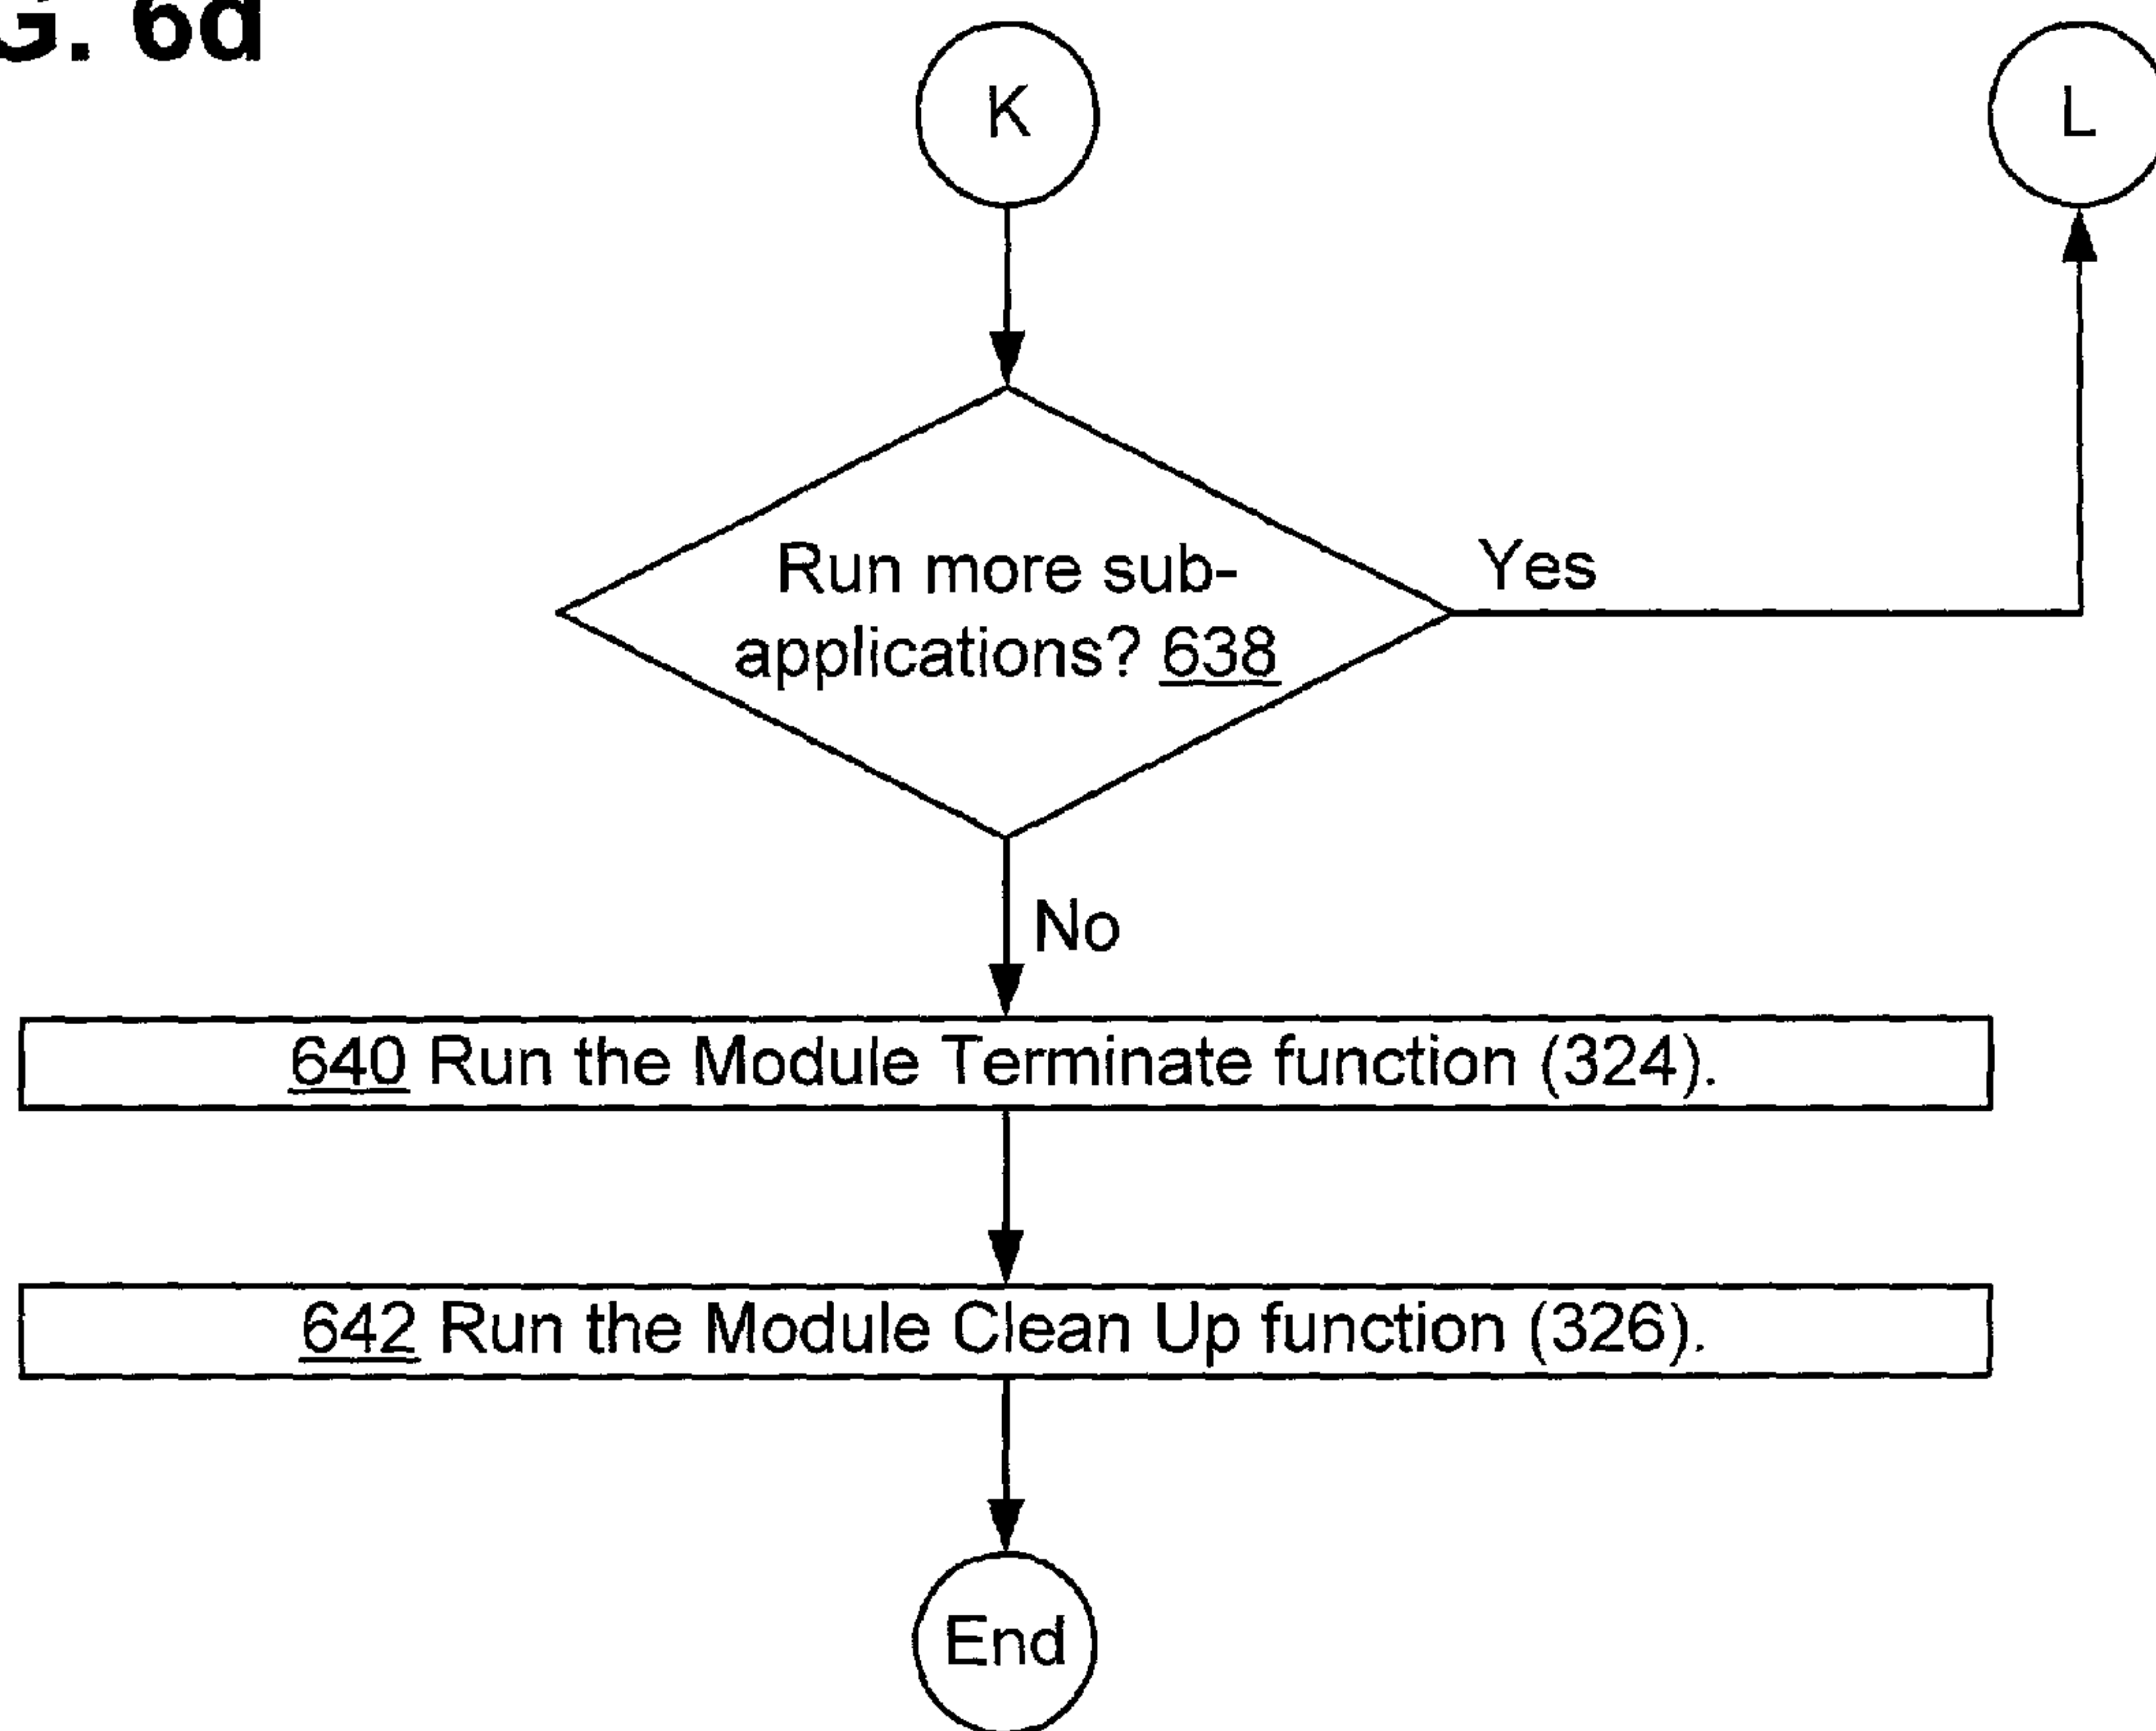 G. 6d
K
L
Run more sub-
applications? 638
Yes
No
640 Run the Module Terminate function (324).
642 Run the Module Clean Up function (326).
End